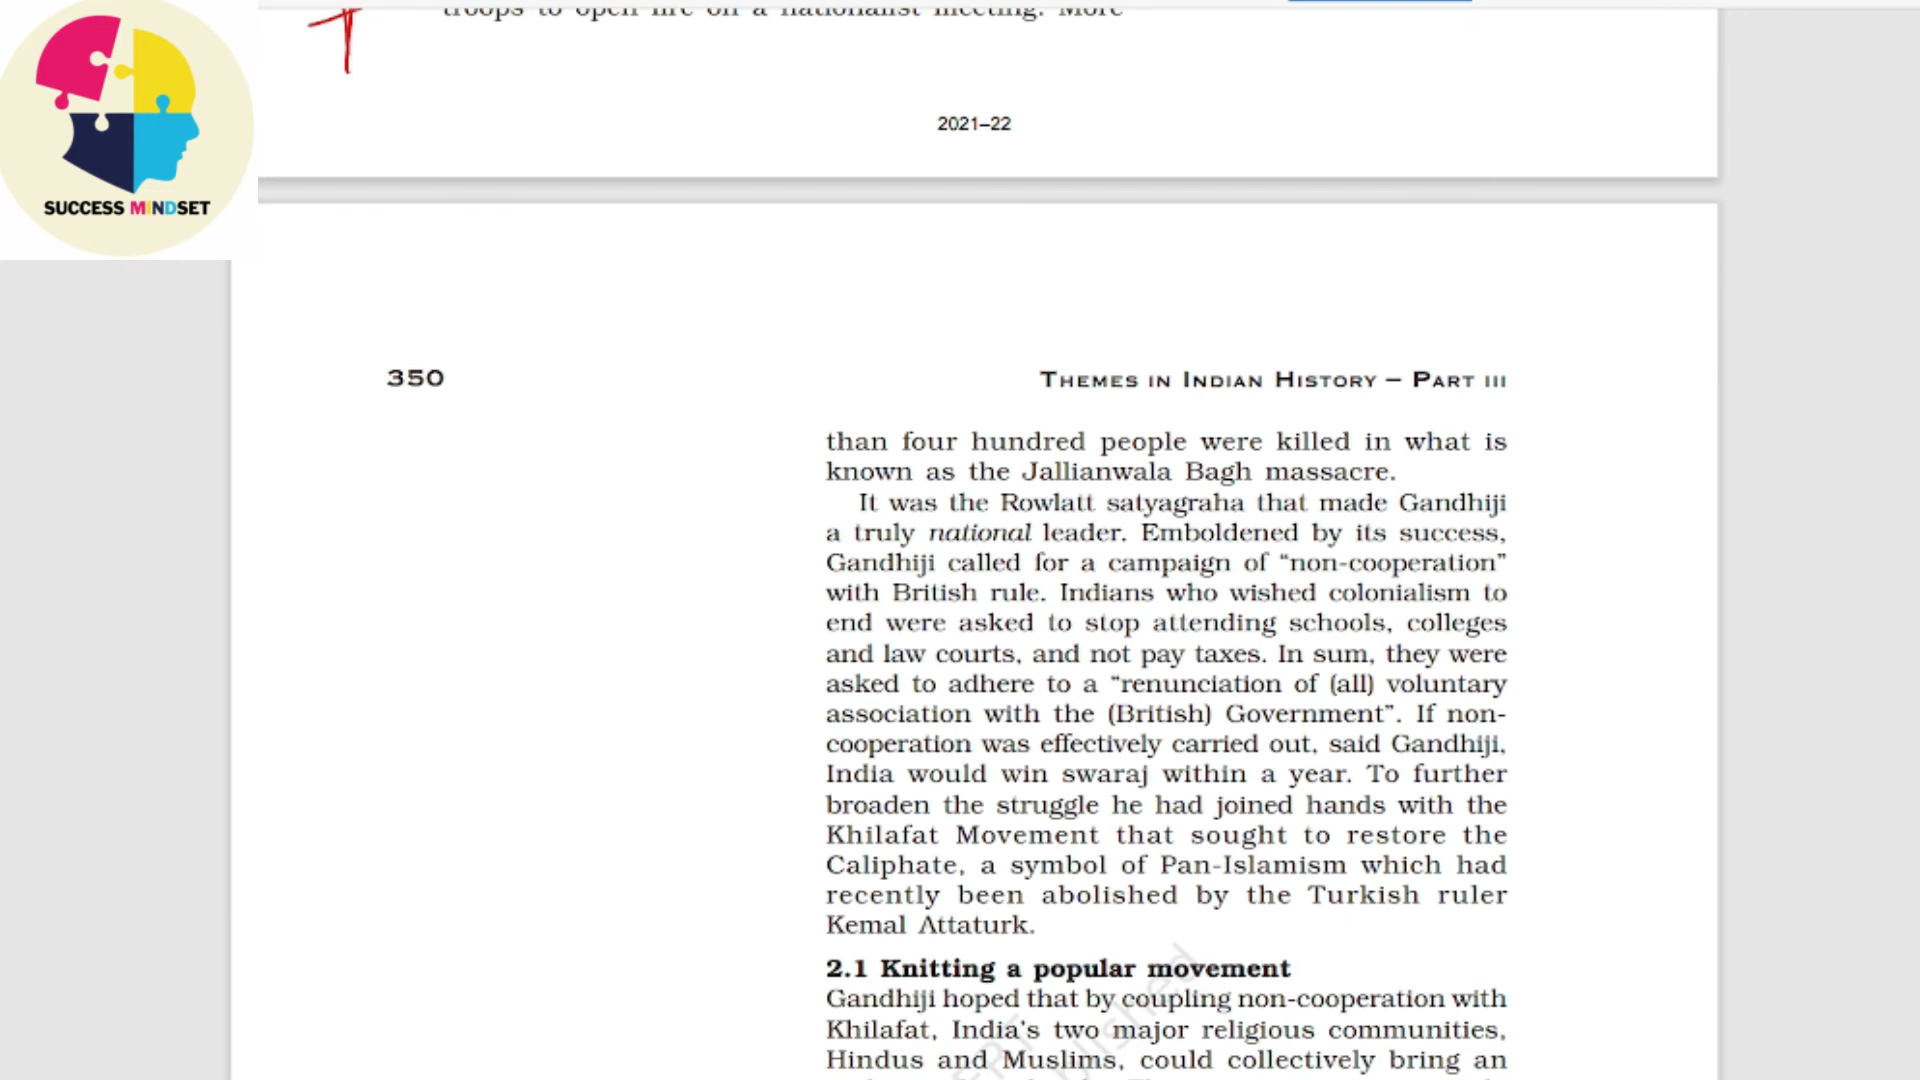 troops to open fire on a nationalist meeting. More
2021–22
SUCCESS MINDSET
350
THEMES IN INDIAN HISTORY – PART III
than four hundred people were killed in what is
known as the Jallianwala Bagh massacre.
It was the Rowlatt satyagraha that made Gandhiji
a truly national leader. Emboldened by its success,
Gandhiji called for a campaign of “non-cooperation”
with British rule. Indians who wished colonialism to
end were asked to stop attending schools, colleges
and law courts, and not pay taxes. In sum, they were
asked to adhere to a “renunciation of (all) voluntary
association with the (British) Government”. If non-
cooperation was effectively carried out, said Gandhiji,
India would win swaraj within a year. To further
broaden the struggle he had joined hands with the
Khilafat Movement that sought to restore the
Caliphate, a symbol of Pan-Islamism which had
recently been abolished by the Turkish ruler
Kemal Attaturk.
2.1 Knitting a popular movement
Gandhiji hoped that by coupling non-cooperation with
Khilafat, India's two major religious communities,
Hindus and Muslims, could collectively bring an